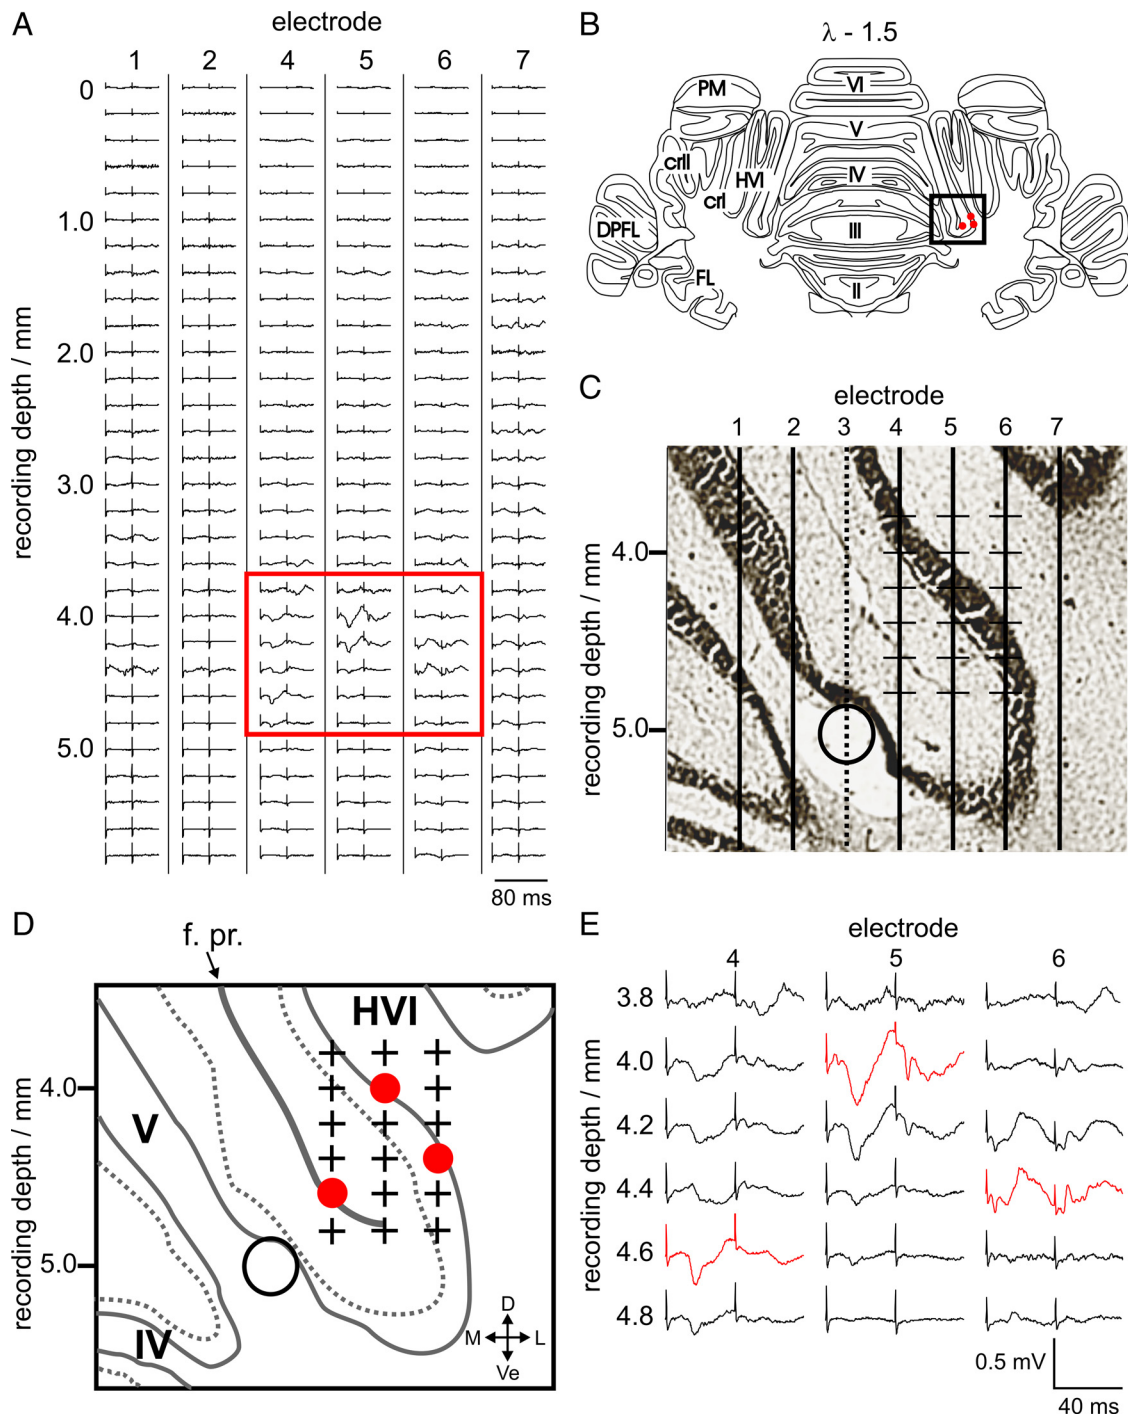 A
electrode
1 2 4 5 6 7
0
1.0
2.0
3.0
4.0
5.0
recording depth / mm
80 ms
B
λ - 1.5
PM
VI
V
crII
HVI
IV
crI
DPFL
III
FL
II
C
electrode
1 2 3 4 5 6 7
4.0
5.0
recording depth / mm
D
f. pr.
HVI
4.0
V
5.0
IV
recording depth / mm
D
M L
Ve
E
electrode
4 5 6
3.8
4.0
4.2
4.4
4.6
4.8
recording depth / mm
0.5 mV
40 ms